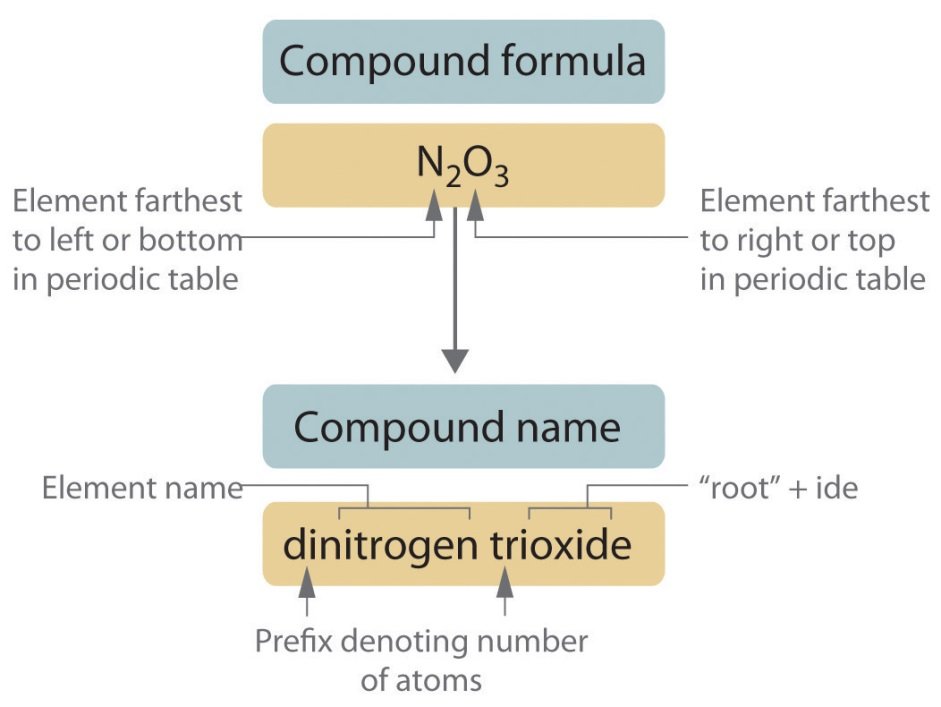 Compound formula
N₂O₃
Element farthest
to left or bottom
in periodic table
Element farthest
to right or top
in periodic table
Compound name
Element name
“root” + ide
dinitrogen trioxide
Prefix denoting number
of atoms